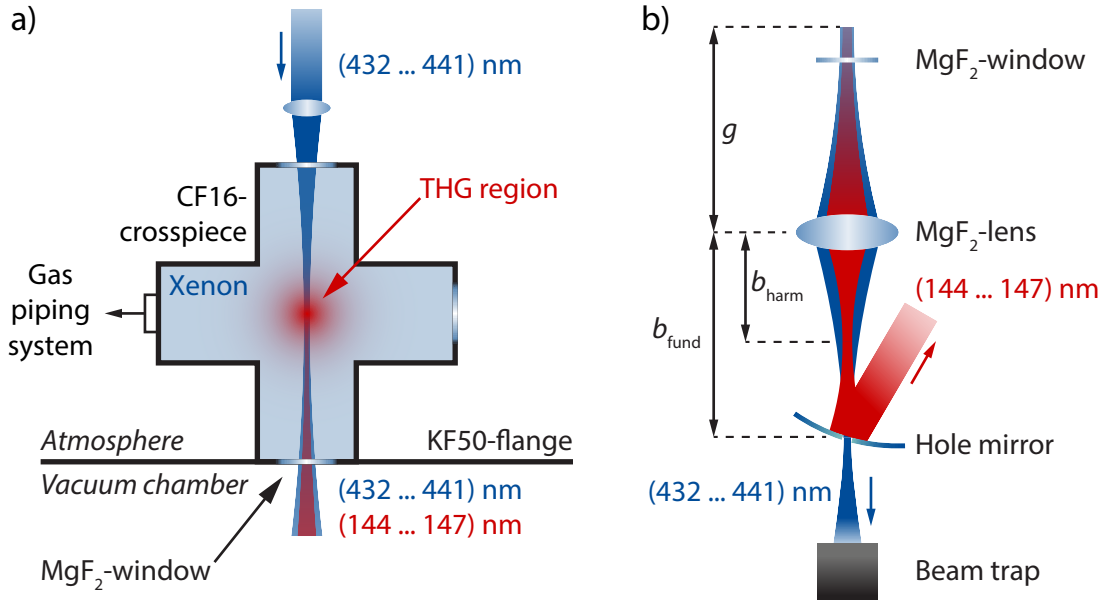 a)
(432 ... 441) nm
CF16-
crosspiece
THG region
Gas
piping
system
Xenon
Atmosphere
KF50-flange
Vacuum chamber
(432 ... 441) nm
(144 ... 147) nm
MgF₂-window
b)
MgF₂-window
g
MgF₂-lens
(144 ... 147) nm
b_harm
b_fund
Hole mirror
(432 ... 441) nm
Beam trap